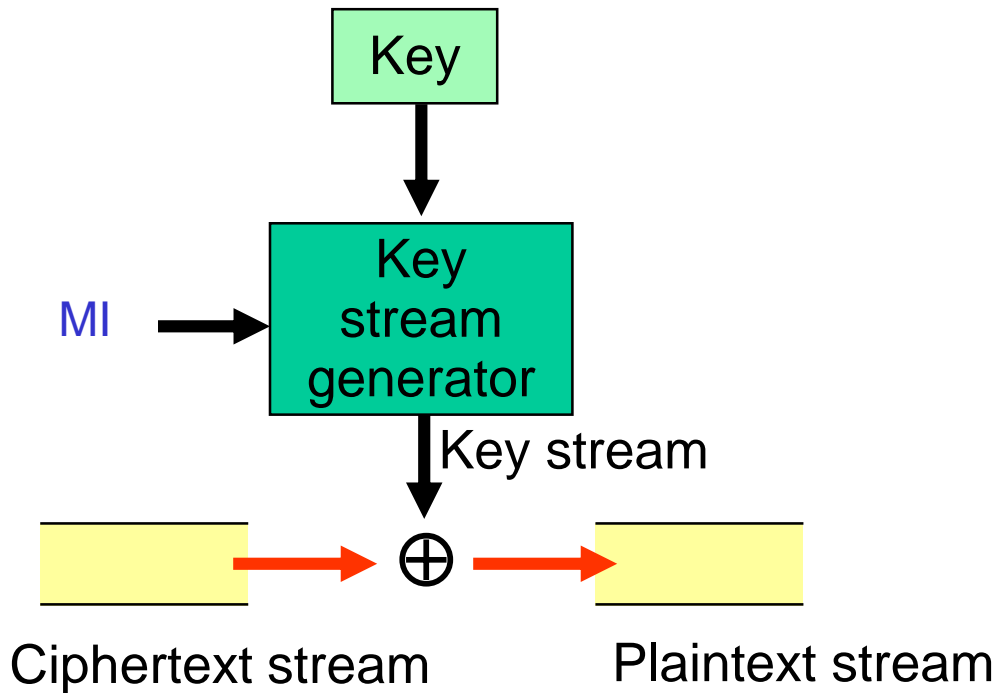 Key
Key
stream
generator
MI
Key stream
Ciphertext stream
Plaintext stream